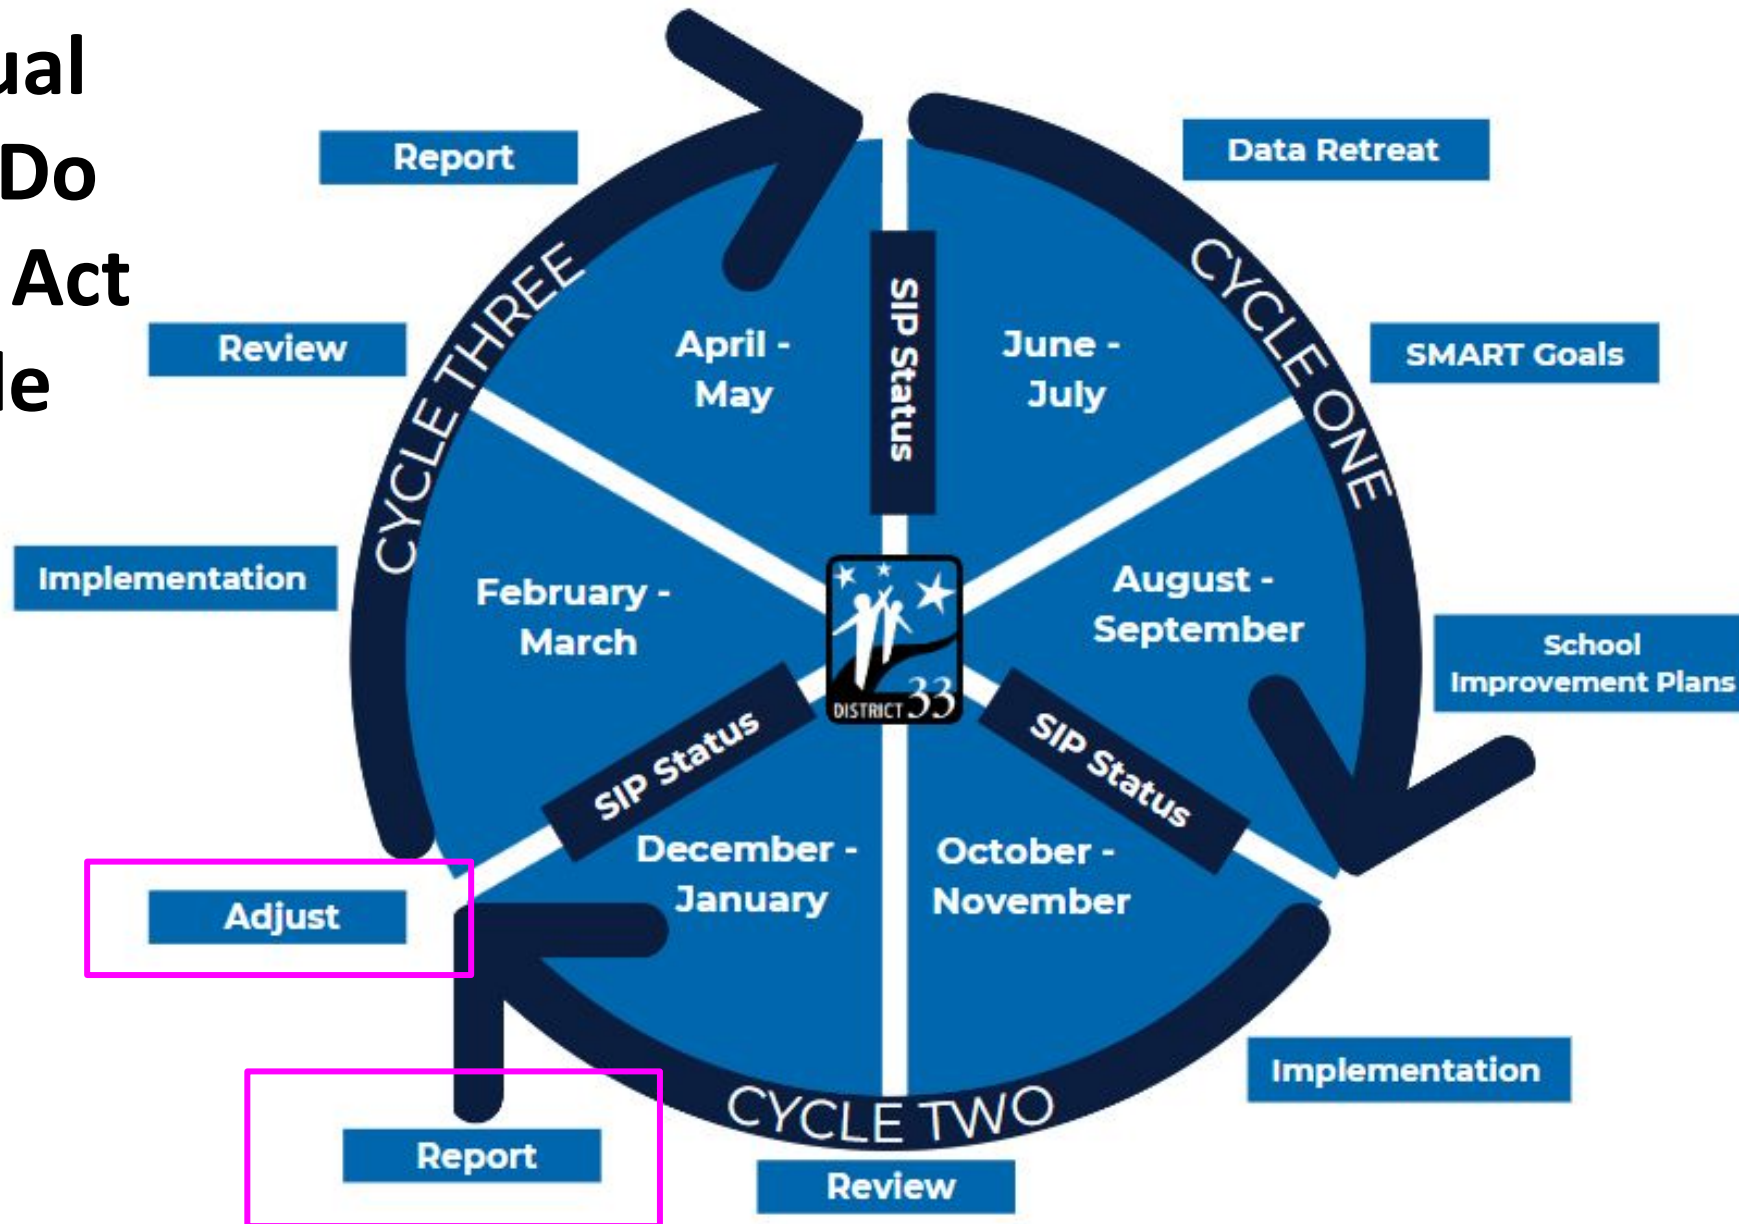 ual
Do
Act
le
Report
Data Retreat
Review
SMART Goals
Implementation
School
Improvement Plans
Adjust
Implementation
Report
Review
CYCLE THREE
CYCLE ONE
CYCLE TWO
April -
May
SIP Status
June -
July
February -
March
August -
September
DISTRICT 33
SIP Status
SIP Status
December -
January
October -
November